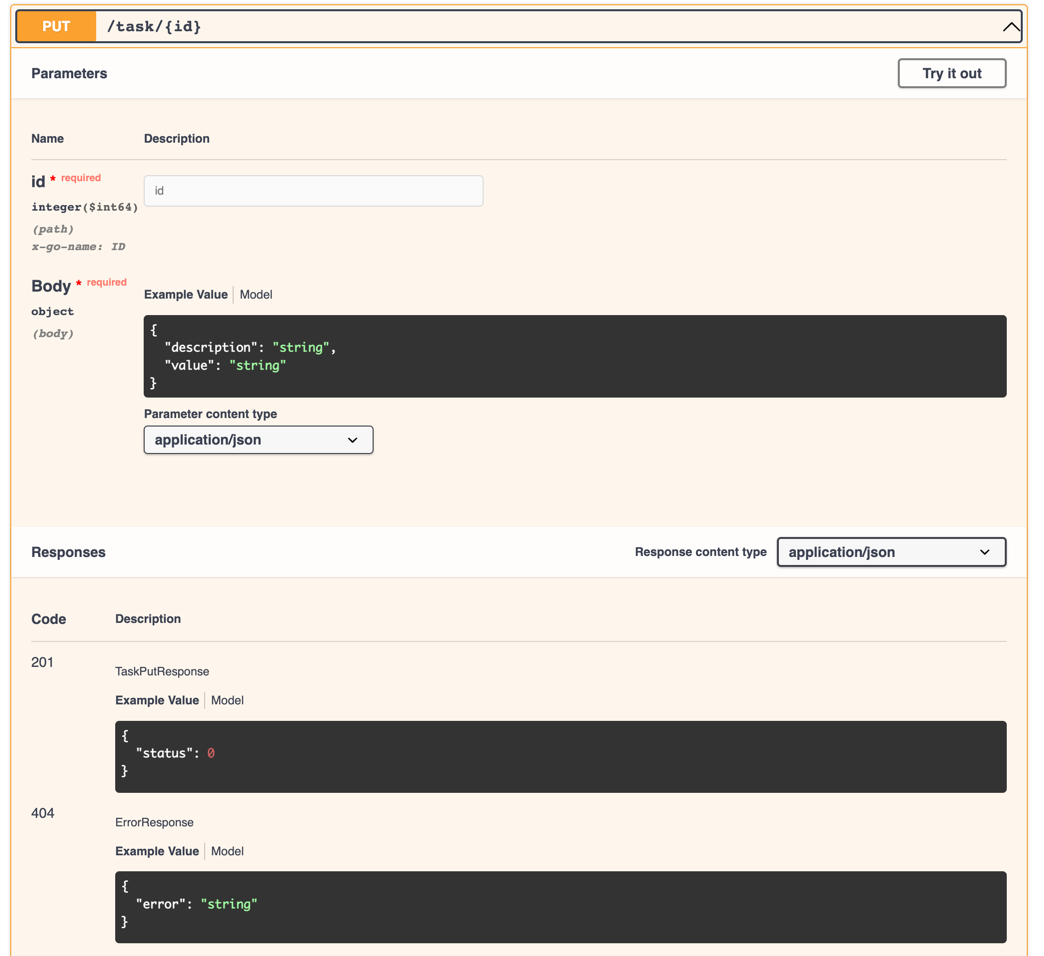 PUT /task/{id}
Parameters Try it out
Name Description
id * required
id
integer($int64)
(path)
x-go-name: ID
Body * required
Example Value Model
object
(body)
{
"description": "string",
"value": "string"
}
Parameter content type
application/json
Responses Response content type application/json
Code Description
201
TaskPutResponse
Example Value Model
{
"status": 0
}
404
ErrorResponse
Example Value Model
{
"error": "string"
}